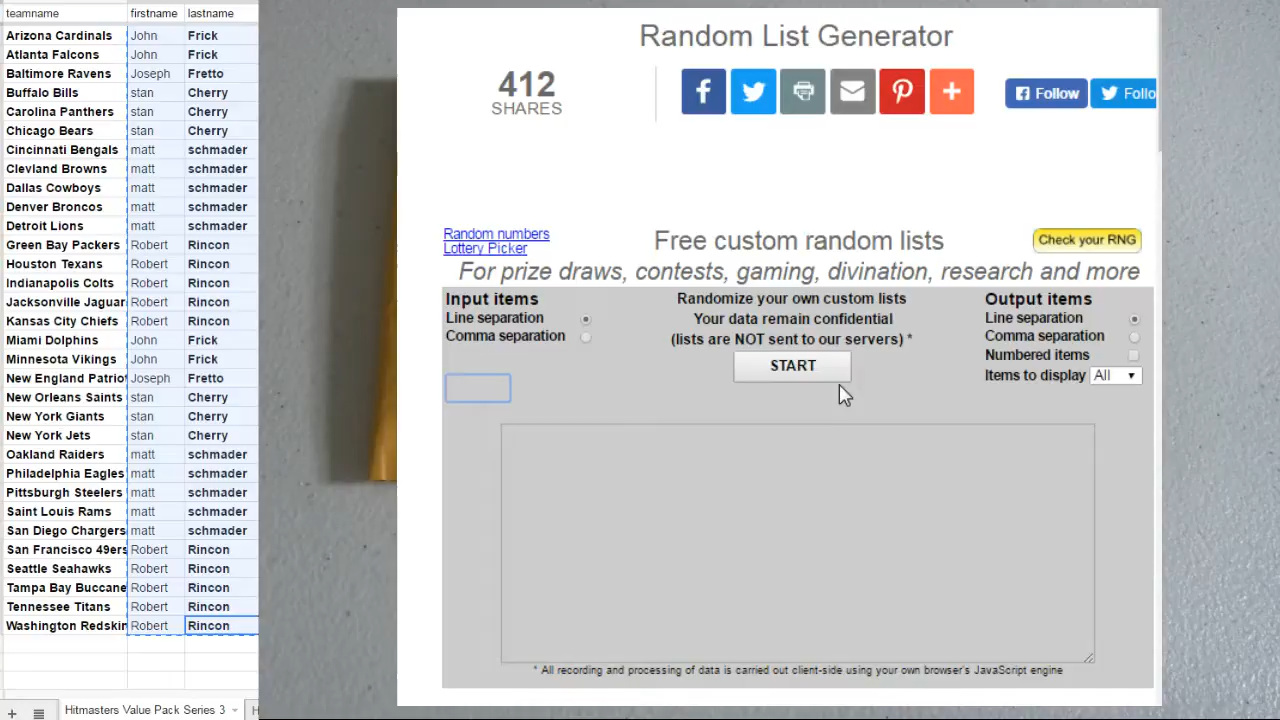 teamname firstname lastname
Arizona Cardinals John Frick
Atlanta Falcons John Frick
Baltimore Ravens Joseph Fretto
Buffalo Bills stan Cherry
Carolina Panthers stan Cherry
Chicago Bears stan Cherry
Cincinnati Bengals matt schmader
Clevland Browns matt schmader
Dallas Cowboys matt schmader
Denver Broncos matt schmader
Detroit Lions matt schmader
Green Bay Packers Robert Rincon
Houston Texans Robert Rincon
Indianapolis Colts Robert Rincon
Jacksonville Jaguar Robert Rincon
Kansas City Chiefs Robert Rincon
Miami Dolphins John Frick
Minnesota Vikings John Frick
New England Patriot Joseph Fretto
New Orleans Saints stan Cherry
New York Giants stan Cherry
New York Jets stan Cherry
Oakland Raiders matt schmader
Philadelphia Eagles matt schmader
Pittsburgh Steelers matt schmader
Saint Louis Rams matt schmader
San Diego Chargers matt schmader
San Francisco 49ers Robert Rincon
Seattle Seahawks Robert Rincon
Tampa Bay Buccane Robert Rincon
Tennessee Titans Robert Rincon
Washington Redskin Robert Rincon
Hitmasters Value Pack Series 3 H
Random List Generator
412
SHARES
Follow
Follo
Random numbers
Lottery Picker
Free custom random lists
Check your RNG
For prize draws, contests, gaming, divination, research and more
Input items
Line separation
Comma separation
Randomize your own custom lists
Your data remain confidential
(lists are NOT sent to our servers) *
START
Output items
Line separation
Comma separation
Numbered items
Items to display All
* All recording and processing of data is carried out client-side using your own browser's JavaScript engine